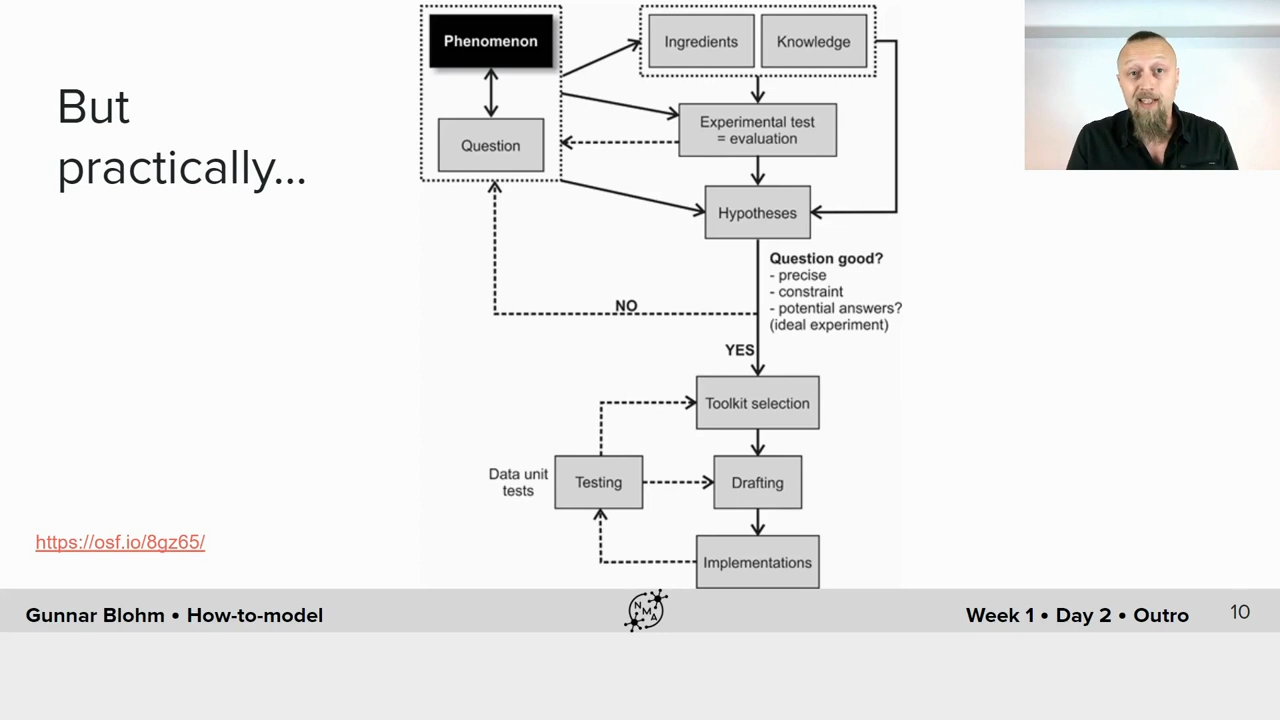 But
practically...
Phenomenon
Question
Ingredients
Knowledge
Experimental test
= evaluation
Hypotheses
Question good?
- precise
- constraint
- potential answers?
(ideal experiment)
NO
YES
Toolkit selection
Data unit
tests
Testing
Drafting
Implementations
https://osf.io/8gz65/
Gunnar Blohm • How-to-model
NMA
Week 1 • Day 2 • Outro
10